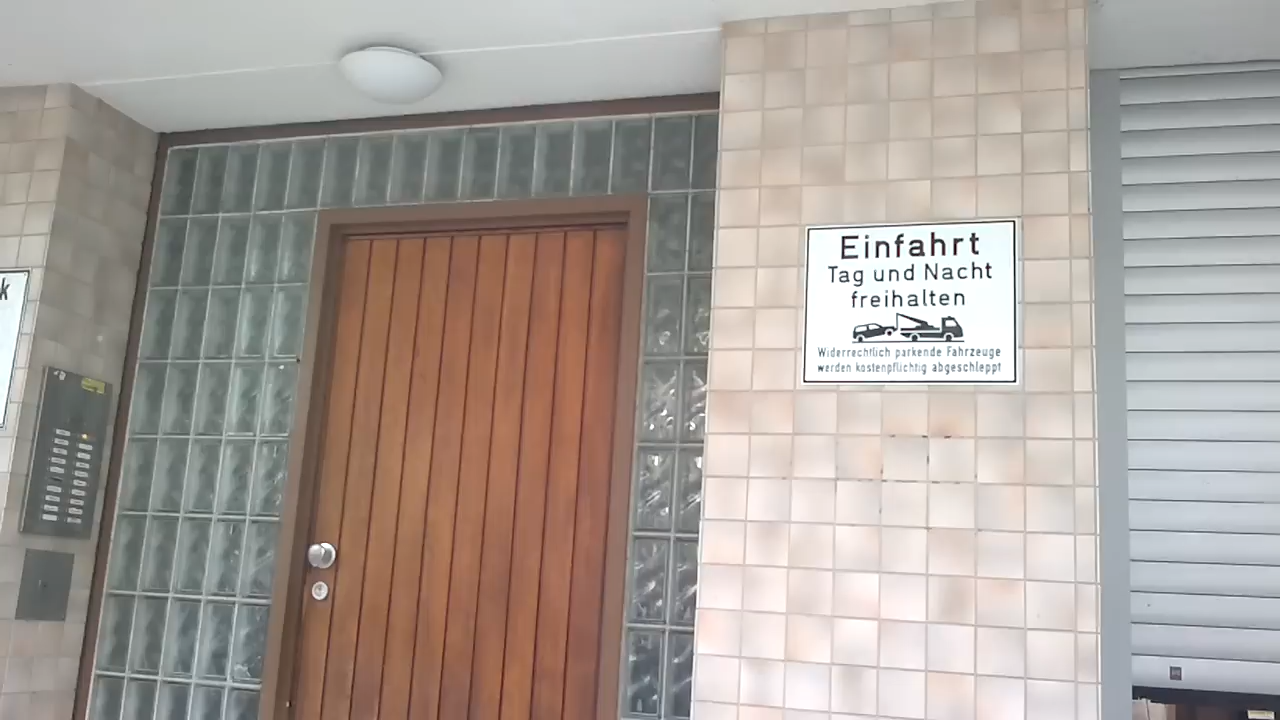 k
Einfahrt
Tag und Nacht
freihalten
Widerrechtlich parkende Fahrzeuge
werden kostenpflichtig abgeschleppt